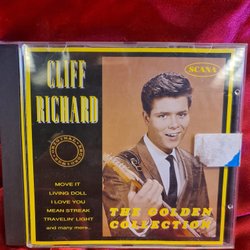 CLIFF
RICHARD
SCANA
ORIGINAL
MOVE IT
LIVING DOLL
I LOVE YOU
MEAN STREAK
TRAVELIN' LIGHT
and many more...
THE GOLDEN
COLLECTION